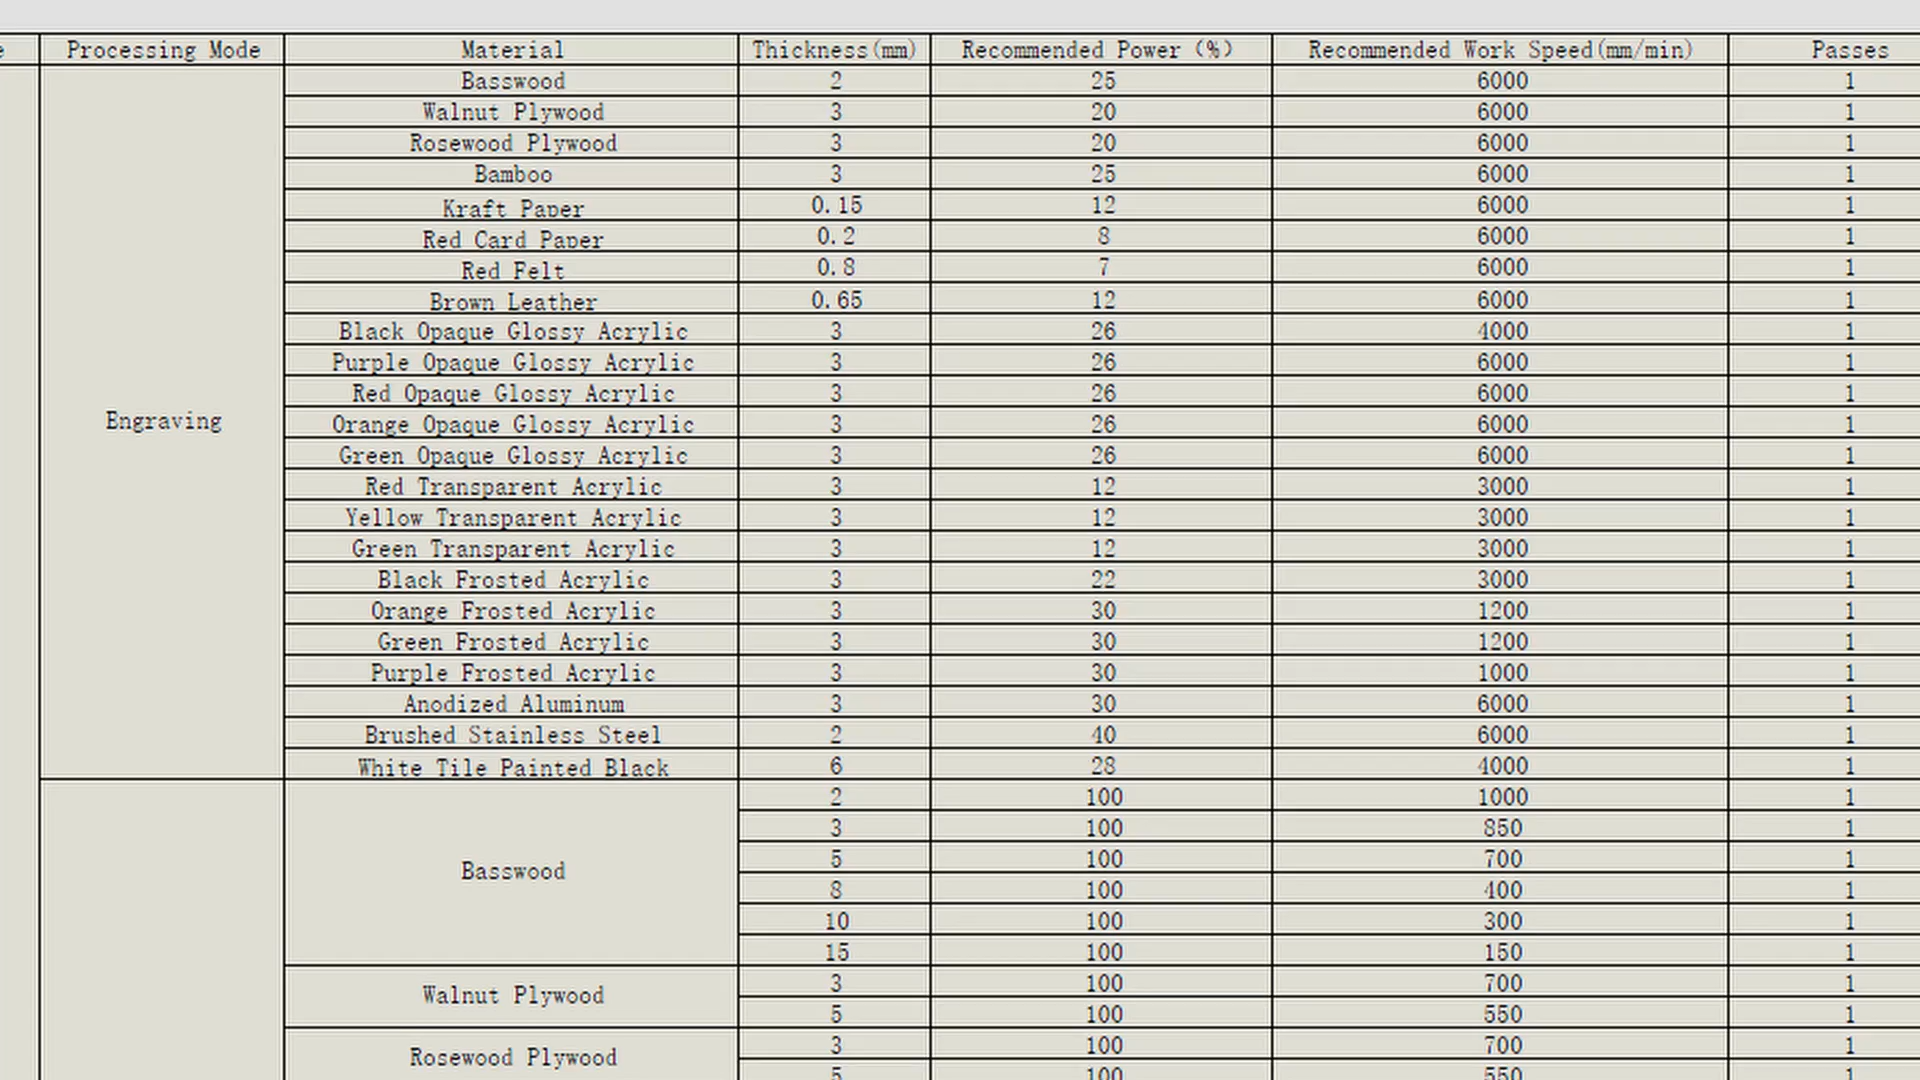 e Processing Mode Material Thickness(mm) Recommended Power (%) Recommended Work Speed(mm/min) Passes
Engraving
Basswood 2 25 6000 1
Walnut Plywood 3 20 6000 1
Rosewood Plywood 3 20 6000 1
Bamboo 3 25 6000 1
Kraft Paper 0.15 12 6000 1
Red Card Paper 0.2 8 6000 1
Red Felt 0.8 7 6000 1
Brown Leather 0.65 12 6000 1
Black Opaque Glossy Acrylic 3 26 4000 1
Purple Opaque Glossy Acrylic 3 26 6000 1
Red Opaque Glossy Acrylic 3 26 6000 1
Orange Opaque Glossy Acrylic 3 26 6000 1
Green Opaque Glossy Acrylic 3 26 6000 1
Red Transparent Acrylic 3 12 3000 1
Yellow Transparent Acrylic 3 12 3000 1
Green Transparent Acrylic 3 12 3000 1
Black Frosted Acrylic 3 22 3000 1
Orange Frosted Acrylic 3 30 1200 1
Green Frosted Acrylic 3 30 1200 1
Purple Frosted Acrylic 3 30 1000 1
Anodized Aluminum 3 30 6000 1
Brushed Stainless Steel 2 40 6000 1
White Tile Painted Black 6 28 4000 1
Basswood
2 100 1000 1
3 100 850 1
5 100 700 1
8 100 400 1
10 100 300 1
15 100 150 1
Walnut Plywood
3 100 700 1
5 100 550 1
Rosewood Plywood
3 100 700 1
5 100 550 1